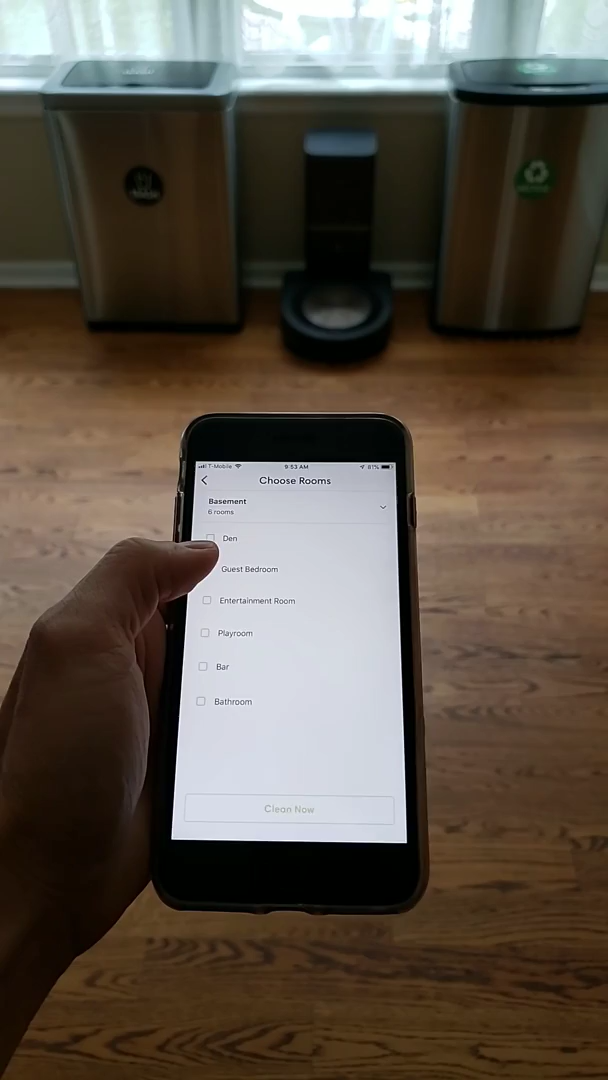 T-Mobile 9:53 AM 81%
Choose Rooms
Basement
6 rooms
Den
Guest Bedroom
Entertainment Room
Playroom
Bar
Bathroom
Clean Now